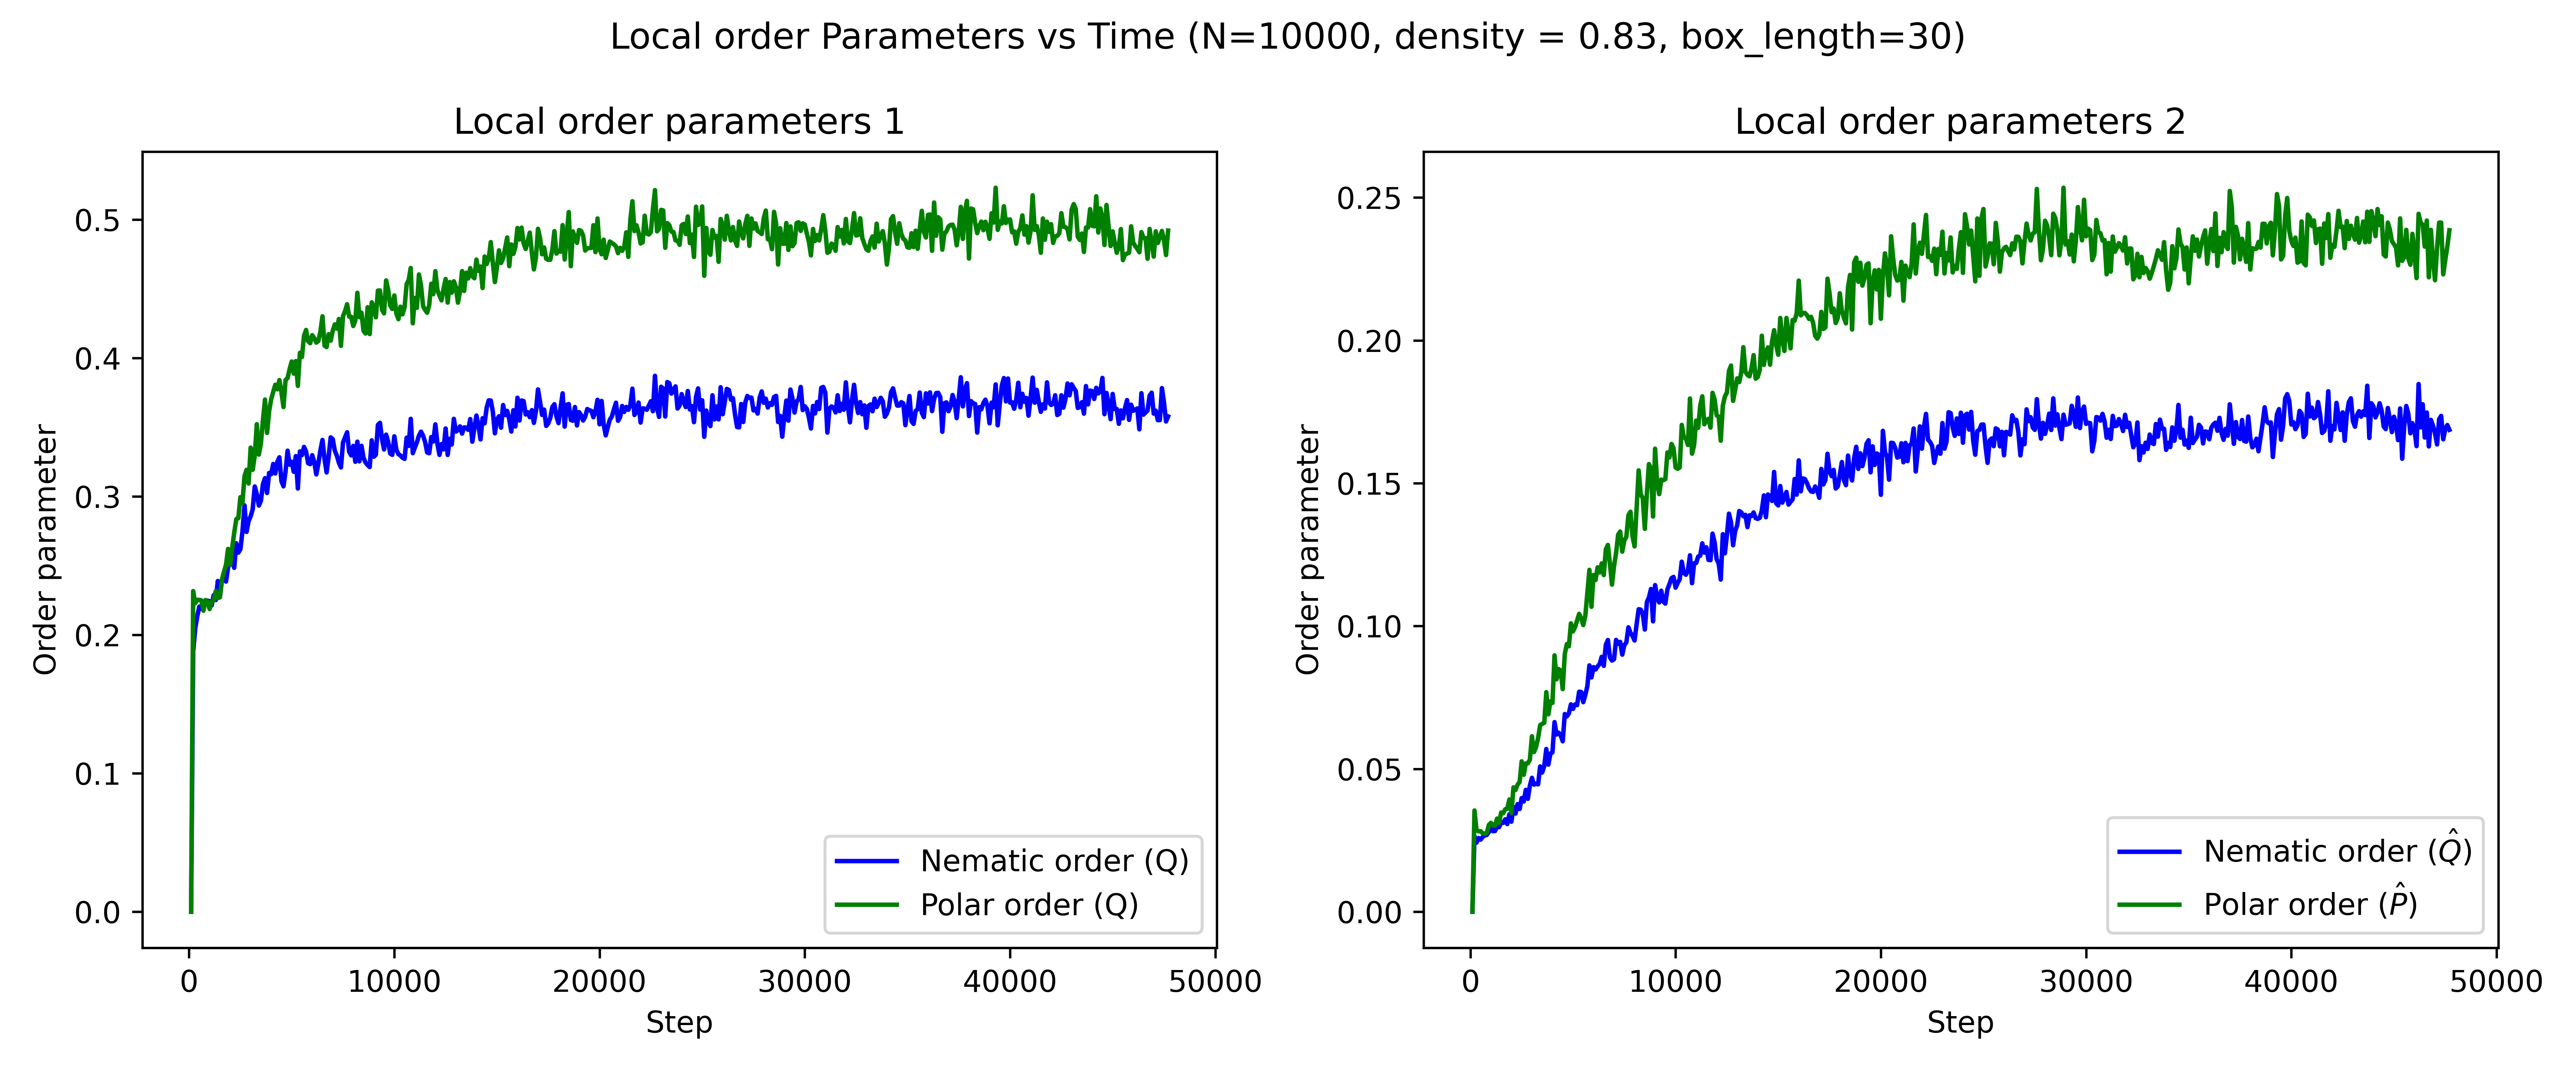 Local order Parameters vs Time (N=10000, density = 0.83, box_length=30)
Local order parameters 1
Order parameter
0.5
0.4
0.3
0.2
0.1
0.0
Nematic order (Q)
Polar order (Q)
0 10000 20000 30000 40000 50000
Step
Local order parameters 2
Order parameter
0.25
0.20
0.15
0.10
0.05
0.00
Nematic order (Q̂)
Polar order (P̂)
0 10000 20000 30000 40000 50000
Step